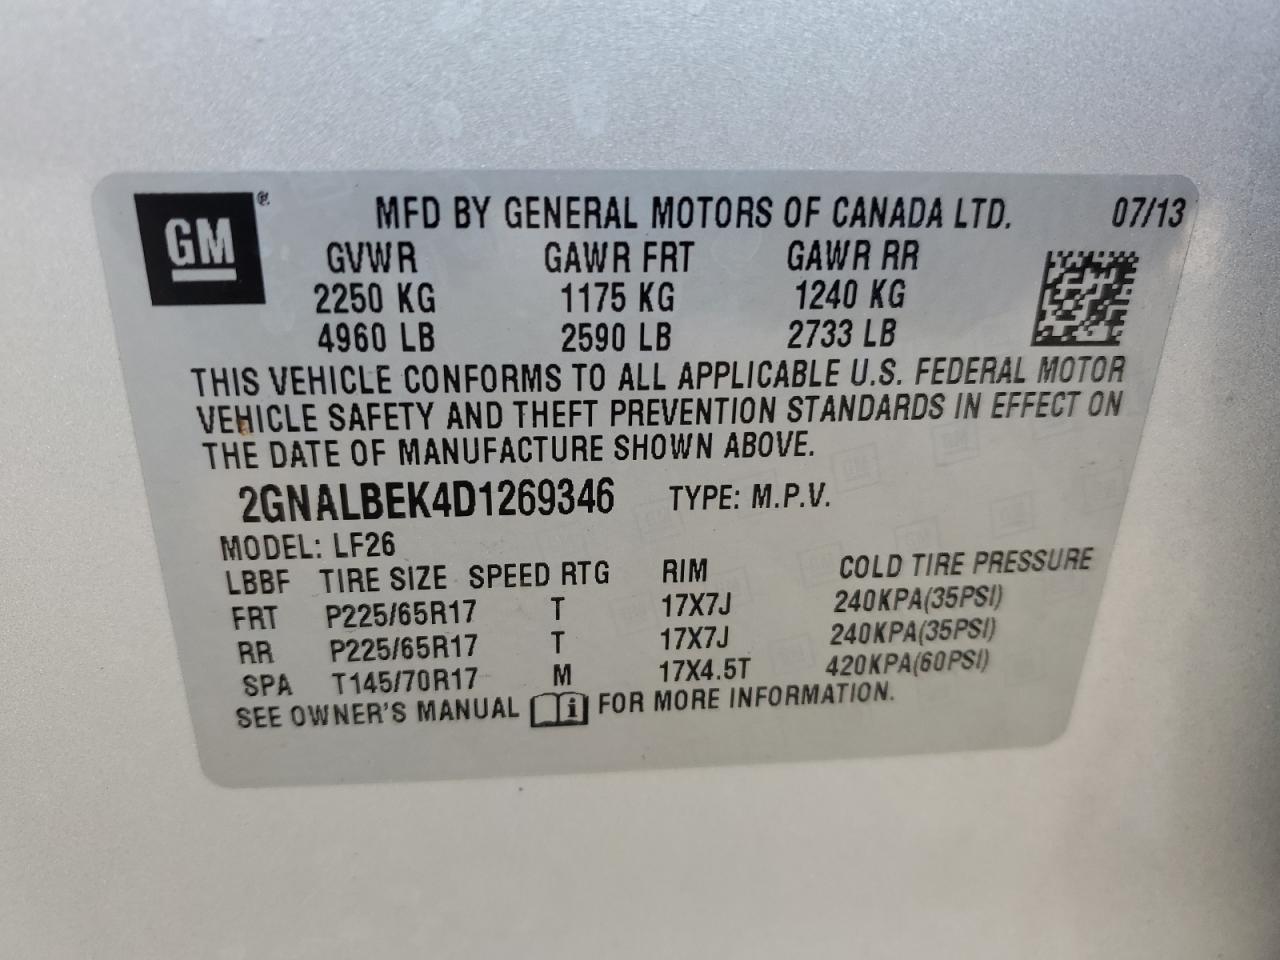 GM ®
MFD BY GENERAL MOTORS OF CANADA LTD. 07/13
GVWR GAWR FRT GAWR RR
2250 KG 1175 KG 1240 KG
4960 LB 2590 LB 2733 LB
THIS VEHICLE CONFORMS TO ALL APPLICABLE U.S. FEDERAL MOTOR
VEHICLE SAFETY AND THEFT PREVENTION STANDARDS IN EFFECT ON
THE DATE OF MANUFACTURE SHOWN ABOVE.
2GNALBEK4D1269346 TYPE: M.P.V.
MODEL: LF26
LBBF TIRE SIZE SPEED RTG RIM COLD TIRE PRESSURE
FRT P225/65R17 T 17X7J 240KPA(35PSI)
RR P225/65R17 T 17X7J 240KPA(35PSI)
SPA T145/70R17 M 17X4.5T 420KPA(60PSI)
SEE OWNER'S MANUAL i FOR MORE INFORMATION.